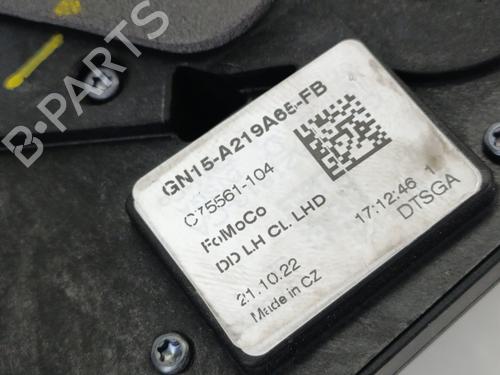 B-PARTS
GN15-A219A65-FB
C75561-104
FoMoCo
DD LH CL LHD
21.10.22
17:12:46 1
Made in CZ
DTSGA